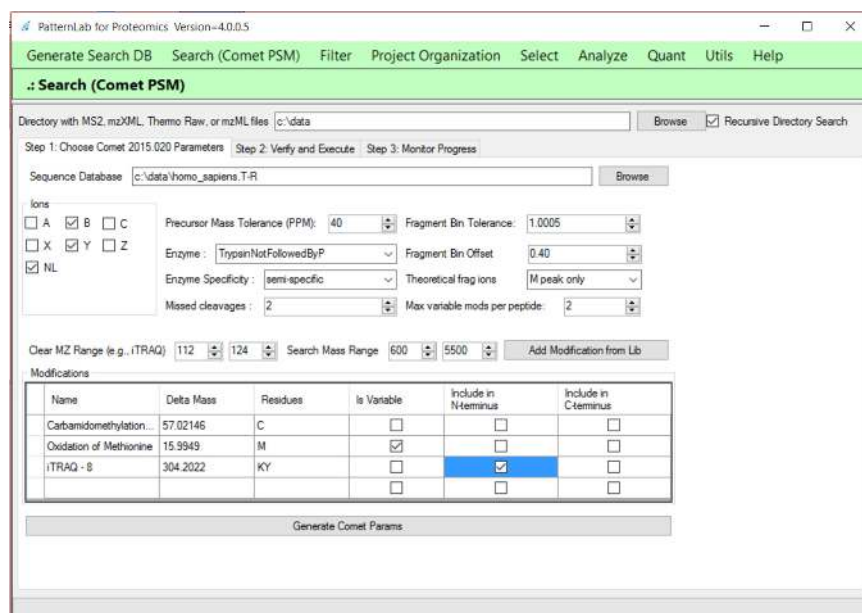 PatternLab for Proteomics Version=4.0.0.5
Generate Search DB Search (Comet PSM) Filter Project Organization Select Analyze Quant Utils Help
.: Search (Comet PSM)
Directory with MS2, mzXML, Thermo Raw, or mzML files c:\data Browse Recursive Directory Search
Step 1: Choose Comet 2015.020 Parameters Step 2: Verify and Execute Step 3: Monitor Progress
Sequence Database c:\data\homo_sapiens.T-R Browse
Ions
A B C Precursor Mass Tolerance (PPM): 40 Fragment Bin Tolerance: 1.0005
X Y Z Enzyme : TrypsinNotFollowedByP Fragment Bin Offset 0.40
NL Enzyme Specificity : semi-specific Theoretical frag ions M peak only
Missed cleavages : 2 Max variable mods per peptide: 2
Clear MZ Range (e.g., iTRAQ) 112 124 Search Mass Range 600 5500 Add Modification from Lib
Modifications
Name Delta Mass Residues Is Variable Include in N-terminus Include in C-terminus
Carbamidomethylation... 57.02146 C
Oxidation of Methionine 15.9949 M
iTRAQ - 8 304.2022 KY
Generate Comet Params